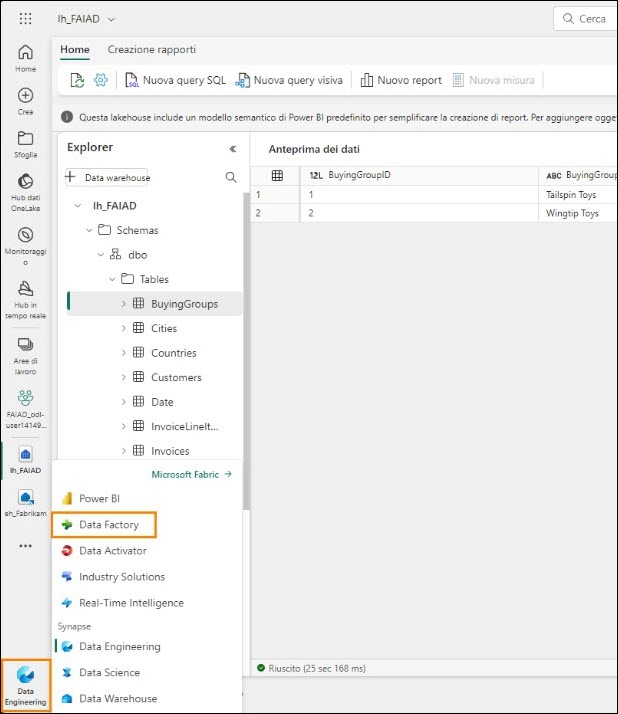 lh_FAIAD
Cerca
Home
Home
Creazione rapporti
Crea
Nuova query SQL
Nuova query visiva
Nuovo report
Nuova misura
Sfoglia
Questa lakehouse include un modello semantico di Power BI predefinito per semplificare la creazione di report. Per aggiungere ogge
Hub dati
OneLake
Explorer
Anteprima dei dati
Data warehouse
12L BuyingGroupID
ABC BuyingGroup
Monitoraggi
o
lh_FAIAD
1 1 Tailspin Toys
2 2 Wingtip Toys
Schemas
Hub in
tempo reale
dbo
Tables
Aree di
lavoro
BuyingGroups
Cities
Countries
FAIAD_odl-
user14149...
Customers
Date
InvoiceLineIt...
lh_FAIAD
Invoices
Microsoft Fabric
eh_Fabrikam
Power BI
Data Factory
Data Activator
Industry Solutions
Real-Time Intelligence
Synapse
Data Engineering
Data Science
Data Warehouse
Data
Engineering
Riuscito (25 sec 168 ms)